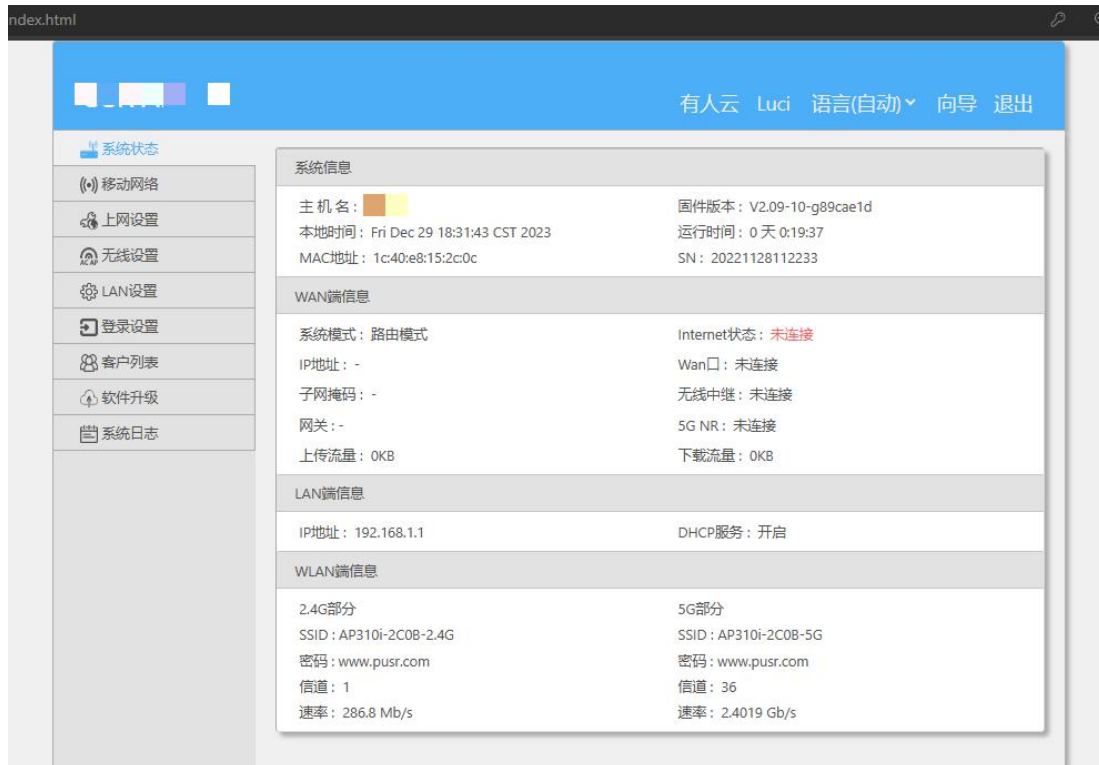 ndex.html
有人云 Luci 语言(自动) 向导 退出
系统状态
移动网络
上网设置
无线设置
LAN设置
登录设置
客户列表
软件升级
系统日志
系统信息
主机名:
固件版本: V2.09-10-g89cae1d
本地时间: Fri Dec 29 18:31:43 CST 2023
运行时间: 0 天 0:19:37
MAC地址: 1c:40:e8:15:2c:0c
SN: 20221128112233
WAN端信息
系统模式: 路由模式
Internet状态: 未连接
IP地址: -
Wan口: 未连接
子网掩码: -
无线中继: 未连接
网关: -
5G NR: 未连接
上传流量: 0KB
下载流量: 0KB
LAN端信息
IP地址: 192.168.1.1
DHCP服务: 开启
WLAN端信息
2.4G部分
SSID : AP310i-2C0B-2.4G
密码 : www.pusr.com
信道: 1
速率: 286.8 Mb/s
5G部分
SSID : AP310i-2C0B-5G
密码 : www.pusr.com
信道: 36
速率: 2.4019 Gb/s